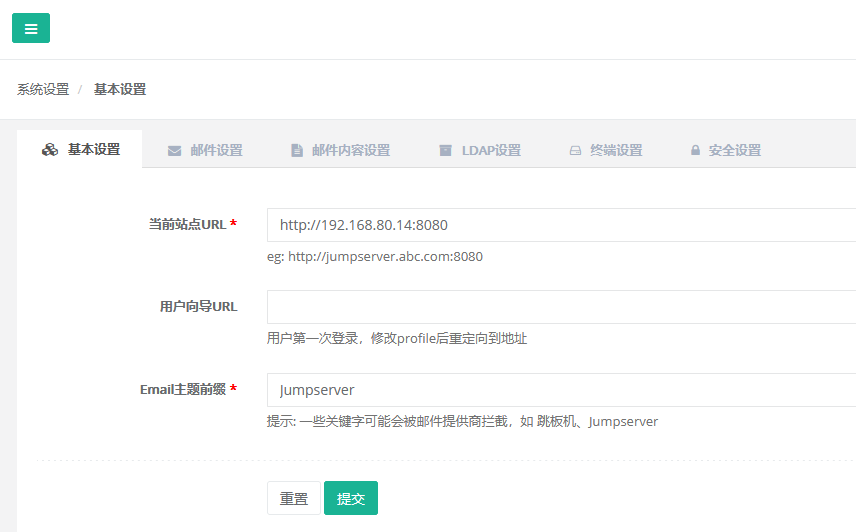 系统设置 / 基本设置
基本设置 邮件设置 邮件内容设置 LDAP设置 终端设置 安全设置
当前站点URL * http://192.168.80.14:8080
eg: http://jumpserver.abc.com:8080
用户向导URL
用户第一次登录，修改profile后重定向到地址
Email主题前缀 * Jumpserver
提示: 一些关键字可能会被邮件提供商拦截，如 跳板机、Jumpserver
重置 提交